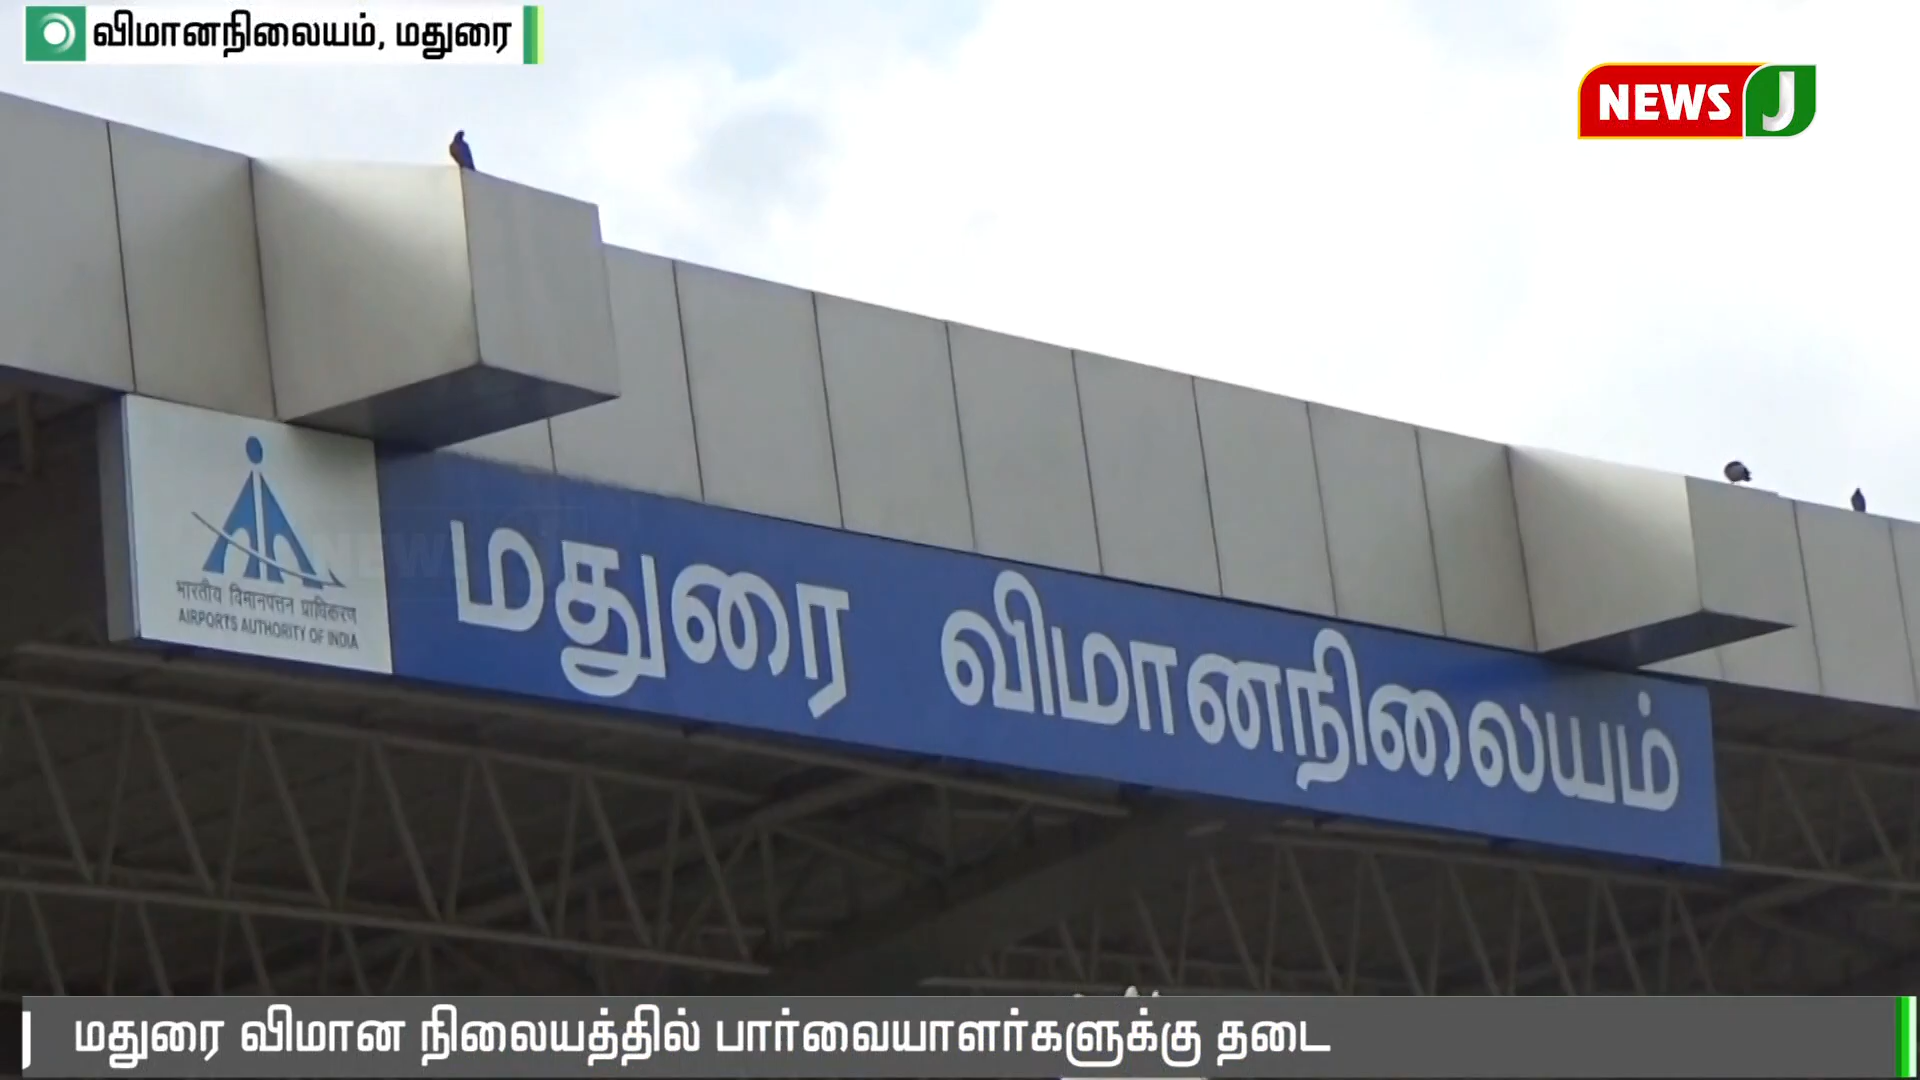 விமானநிலையம், மதுரை
NEWS J
மதுரை விமானநிலையம்
भारतीय विमानपत्तन प्राधिकरण
AIRPORTS AUTHORITY OF INDIA
மதுரை விமான நிலையத்தில் பார்வையாளர்களுக்கு தடை